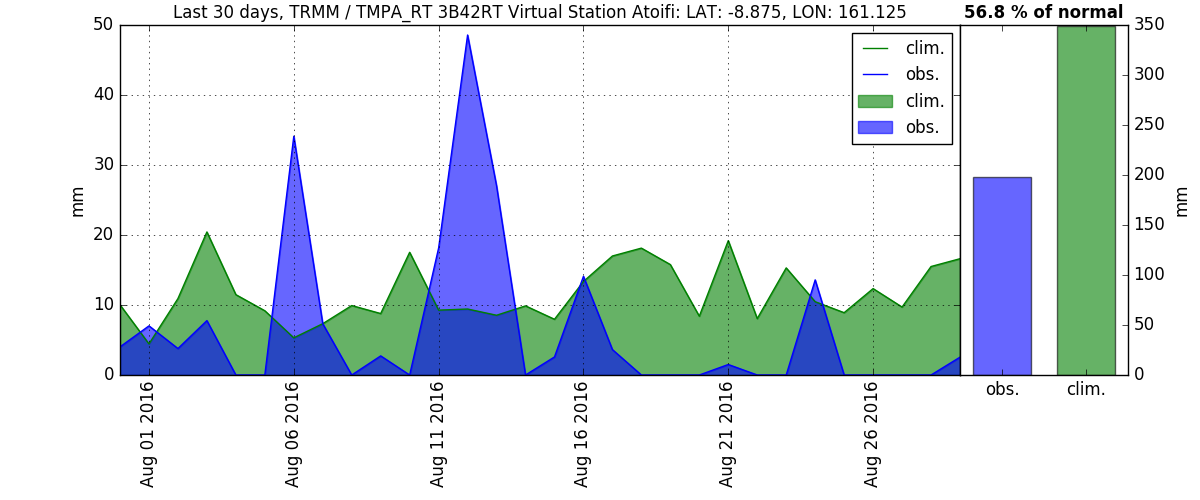 Last 30 days, TRMM / TMPA_RT 3B42RT Virtual Station Atoifi: LAT: -8.875, LON: 161.125
56.8 % of normal
50
40
30
20
10
0
mm
clim.
obs.
clim.
obs.
350
300
250
200
150
100
50
0
mm
obs.
clim.
Aug 01 2016
Aug 06 2016
Aug 11 2016
Aug 16 2016
Aug 21 2016
Aug 26 2016